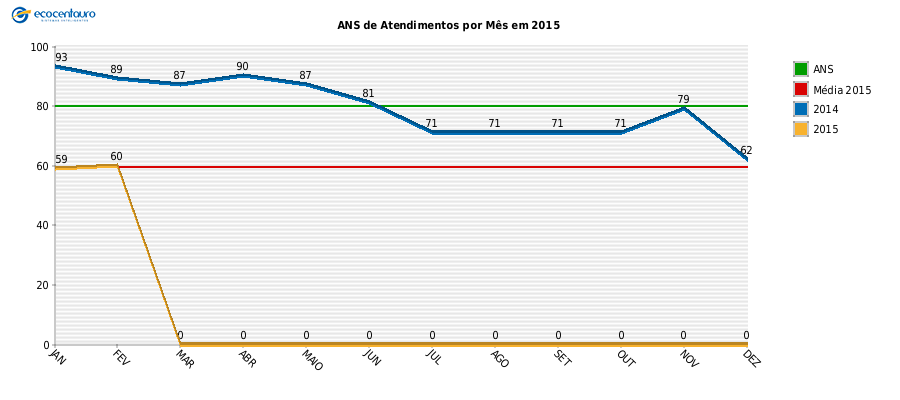 ecocentauro
ANS de Atendimentos por Mês em 2015
100
80
60
40
20
0
93
89
87
90
87
81
71
71
71
71
79
62
59
60
0
0
0
0
0
0
0
0
0
0
JAN
FEV
MAR
ABR
MAIO
JUN
JUL
AGO
SET
OUT
NOV
DEZ
ANS
Média 2015
2014
2015